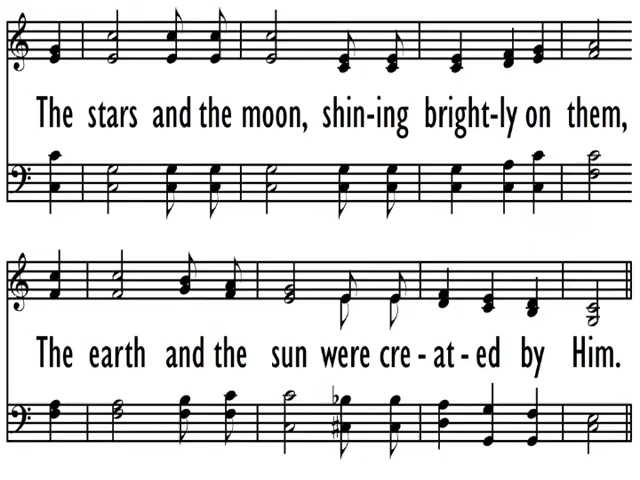 The stars and the moon, shin-ing bright-ly on them,
The earth and the sun were cre - at - ed by Him.